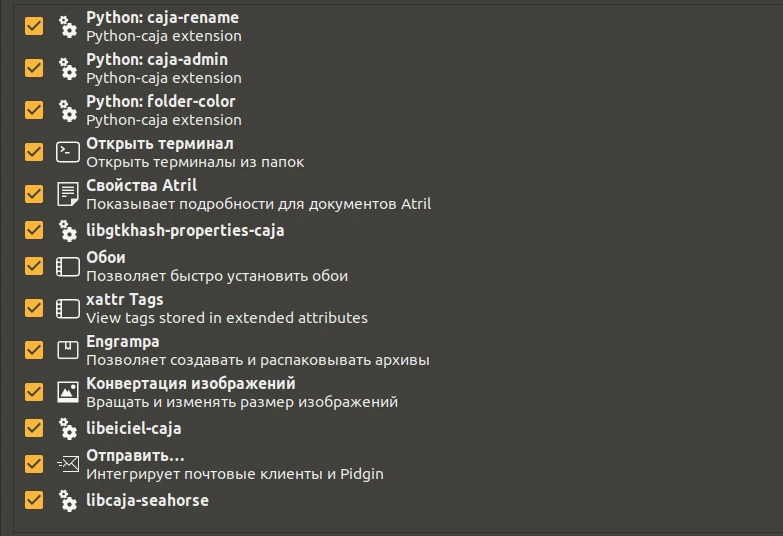 Python: caja-rename
Python-caja extension
Python: caja-admin
Python-caja extension
Python: folder-color
Python-caja extension
Открыть терминал
Открыть терминалы из папок
Свойства Atril
Показывает подробности для документов Atril
libgtkhash-properties-caja
Обои
Позволяет быстро установить обои
xattr Tags
View tags stored in extended attributes
Engrampa
Позволяет создавать и распаковывать архивы
Конвертация изображений
Вращать и изменять размер изображений
libeiciel-caja
Отправить...
Интегрирует почтовые клиенты и Pidgin
libcaja-seahorse